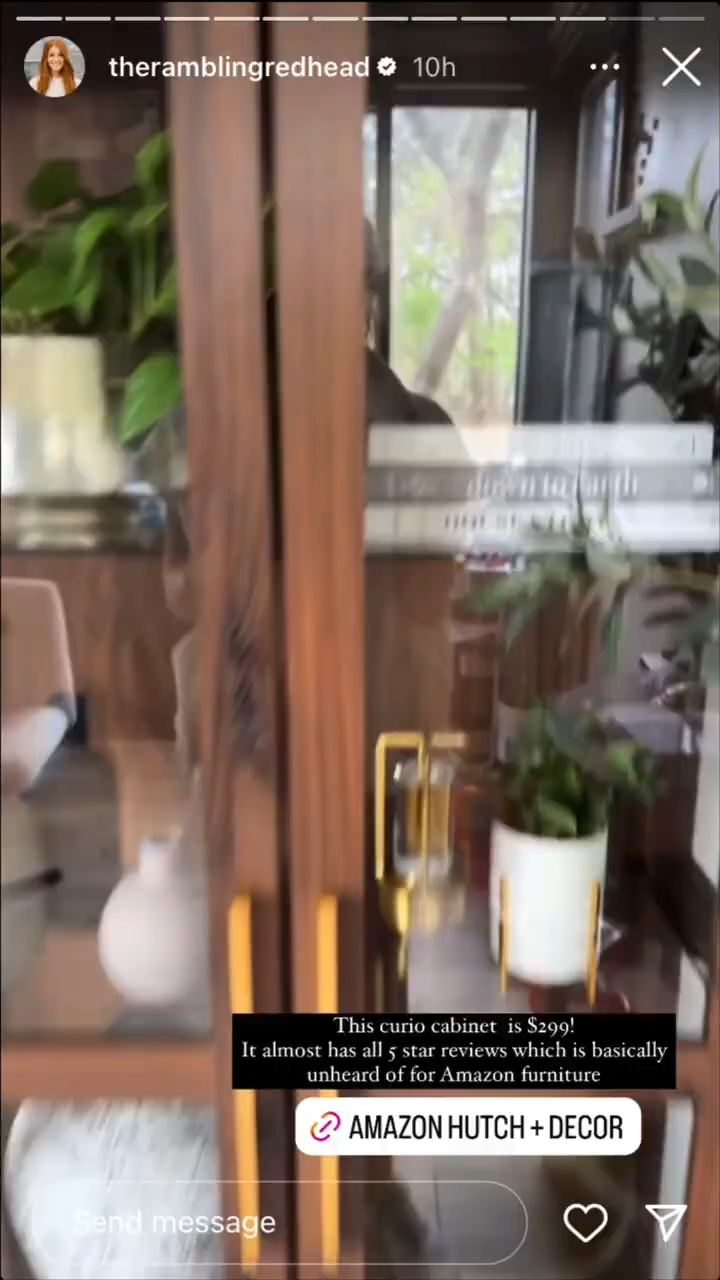 therramblingredhead 10h
This curio cabinet is $299!
It almost has all 5 star reviews which is basically
unheard of for Amazon furniture
AMAZON HUTCH + DECOR
Send message